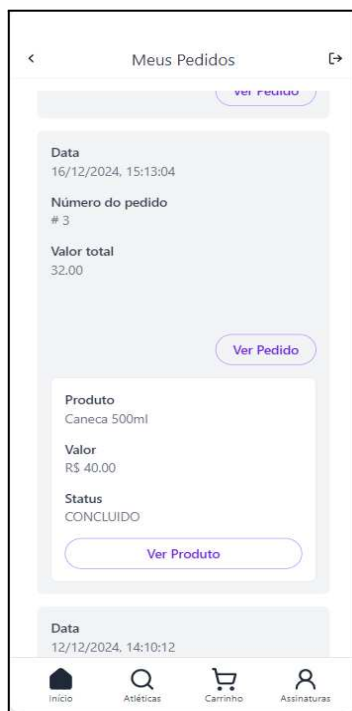 Meus Pedidos
Ver Pedido
Data
16/12/2024, 15:13:04
Número do pedido
# 3
Valor total
32.00
Ver Pedido
Produto
Caneca 500ml
Valor
R$ 40.00
Status
CONCLUIDO
Ver Produto
Data
12/12/2024, 14:10:12
Início
Atléticas
Carrinho
Assinaturas